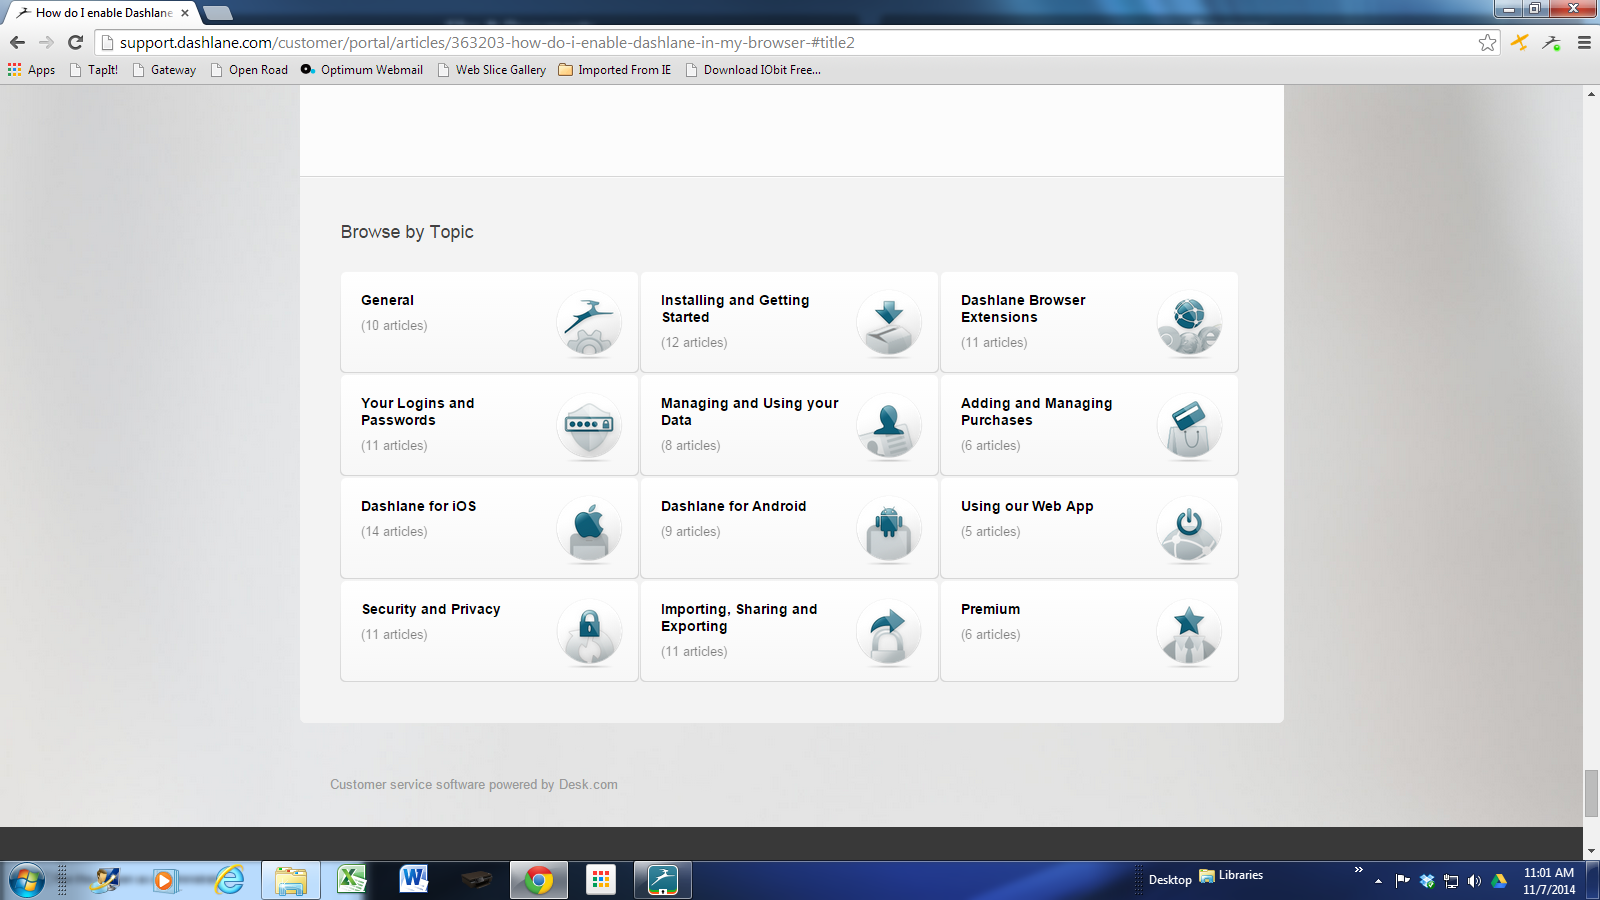 How do I enable Dashlane
support.dashlane.com/customer/portal/articles/363203-how-do-i-enable-dashlane-in-my-browser-#title2
Apps TapIt! Gateway Open Road Optimum Webmail Web Slice Gallery Imported From IE Download IObit Free...
Browse by Topic
General
(10 articles)
Installing and Getting
Started
(12 articles)
Dashlane Browser
Extensions
(11 articles)
Your Logins and
Passwords
(11 articles)
Managing and Using your
Data
(8 articles)
Adding and Managing
Purchases
(6 articles)
Dashlane for iOS
(14 articles)
Dashlane for Android
(9 articles)
Using our Web App
(5 articles)
Security and Privacy
(11 articles)
Importing, Sharing and
Exporting
(11 articles)
Premium
(6 articles)
Customer service software powered by Desk.com
Desktop Libraries
11:01 AM
11/7/2014